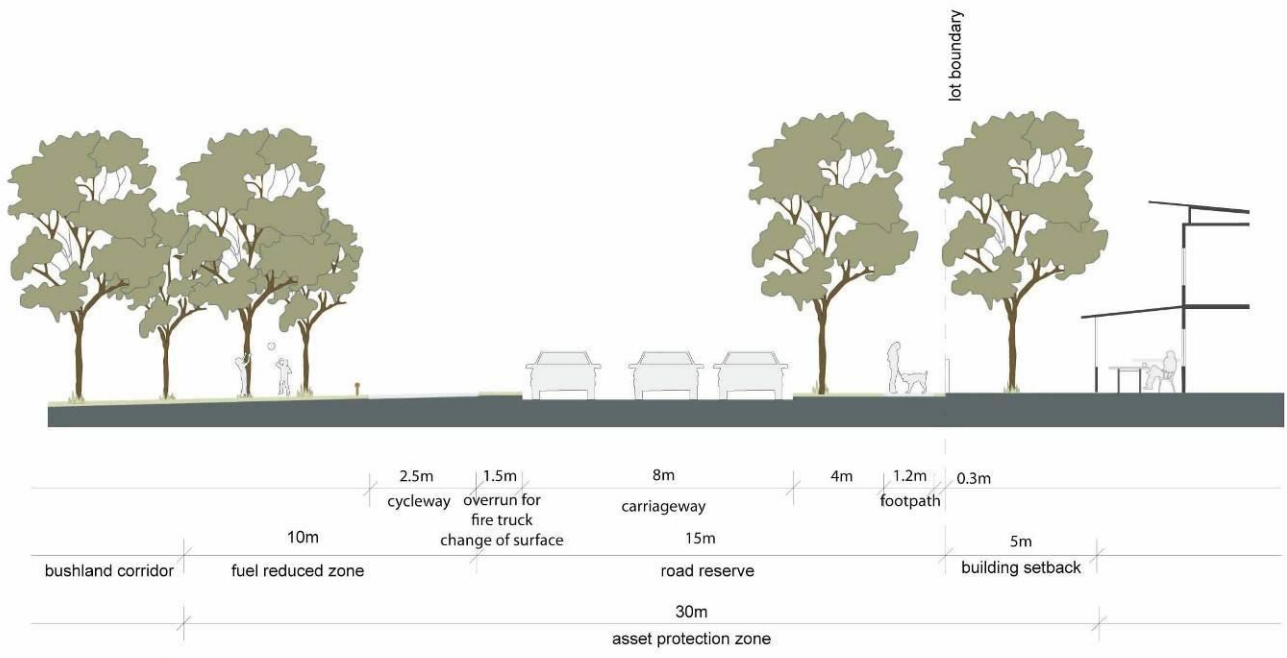 lot boundary
2.5m
1.5m
8m
4m
1.2m
0.3m
cycleway
overrun for
fire truck
change of surface
carriageway
footpath
10m
15m
5m
bushland corridor
fuel reduced zone
road reserve
building setback
30m
asset protection zone